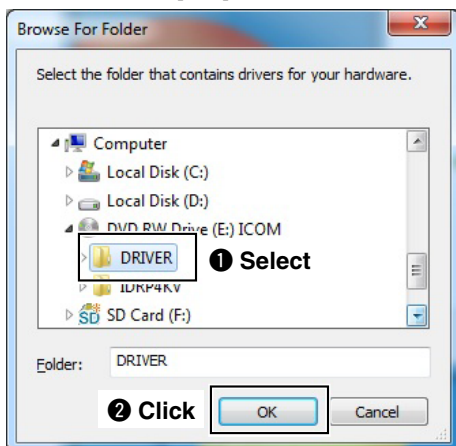 Browse For Folder
Select the folder that contains drivers for your hardware.
Computer
Local Disk (C:)
Local Disk (D:)
DVD RW Drive (E:) ICOM
DRIVER
❶ Select
IDRP4KV
SD Card (F:)
Folder: DRIVER
❷ Click
OK
Cancel